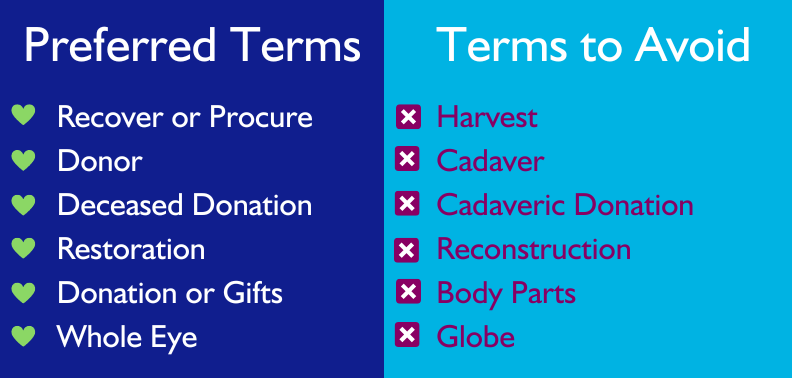 Preferred Terms
Recover or Procure
Donor
Deceased Donation
Restoration
Donation or Gifts
Whole Eye
Terms to Avoid
Harvest
Cadaver
Cadaveric Donation
Reconstruction
Body Parts
Globe